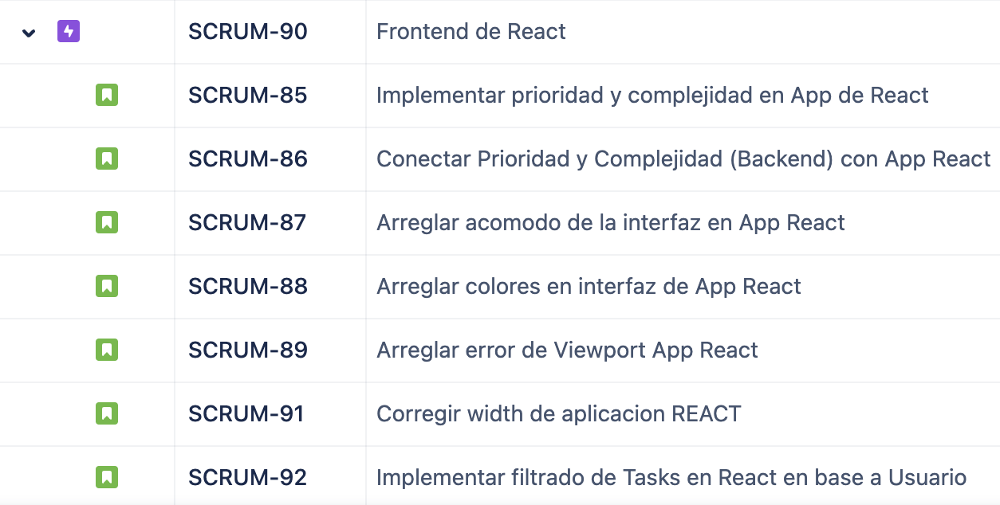 SCRUM-90 Frontend de React
SCRUM-85 Implementar prioridad y complejidad en App de React
SCRUM-86 Conectar Prioridad y Complejidad (Backend) con App React
SCRUM-87 Arreglar acomodo de la interfaz en App React
SCRUM-88 Arreglar colores en interfaz de App React
SCRUM-89 Arreglar error de Viewport App React
SCRUM-91 Corregir width de aplicacion REACT
SCRUM-92 Implementar filtrado de Tasks en React en base a Usuario